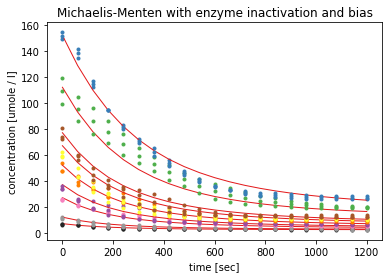 Michaelis-Menten with enzyme inactivation and bias
160
140
120
100
80
60
40
20
0
concentration [umole / l]
0 200 400 600 800 1000 1200
time [sec]